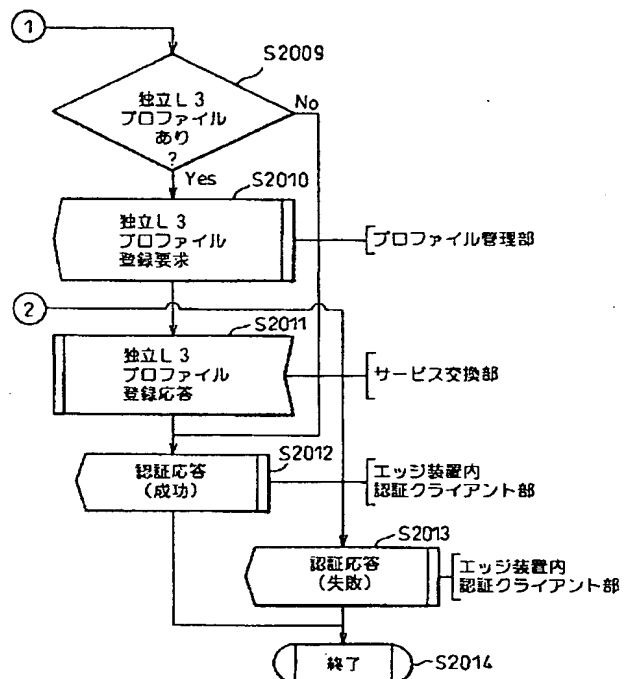 1
S2009
独立L3
プロファイル
あり
?
No
Yes
S2010
独立L3
プロファイル
登録要求
プロファイル管理部
2
S2011
独立L3
プロファイル
登録応答
サービス交換部
S2012
認証応答
(成功)
エッジ装置内
認証クライアント部
S2013
認証応答
(失敗)
エッジ装置内
認証クライアント部
終了
S2014